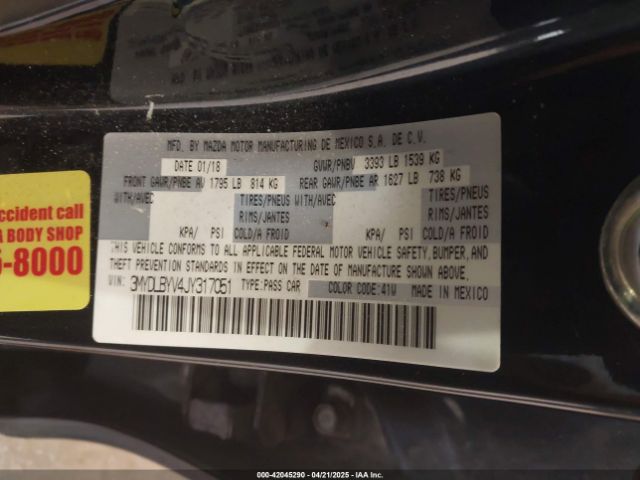 MFD. BY MAZDA MOTOR MANUFACTURING DE MEXICO S.A. DE C.V.
DATE 01/18 GVWR/PNBV 3393 LB 1539 KG
FRONT GAWR/PNBE AV 1795 LB 814 KG REAR GAWR/PNBE AR 1627 LB 738 KG
WITH/AVEC TIRES/PNEUS WITH/AVEC TIRES/PNEUS
RIMS/JANTES RIMS/JANTES
KPA/ PSI COLD/A FROID KPA/ PSI COLD/A FROID
THIS VEHICLE CONFORMS TO ALL APPLICABLE FEDERAL MOTOR VEHICLE SAFETY, BUMPER, AND
THEFT PREVENTION STANDARDS IN EFFECT ON THE DATE OF MANUFACTURE SHOWN ABOVE.
VIN: 3MYDLBYV4JY317051 TYPE:PASS CAR COLOR CODE:41W MADE IN MEXICO
accident call
A BODY SHOP
-8000
000-42045290 - 04/21/2025 - IAA Inc.